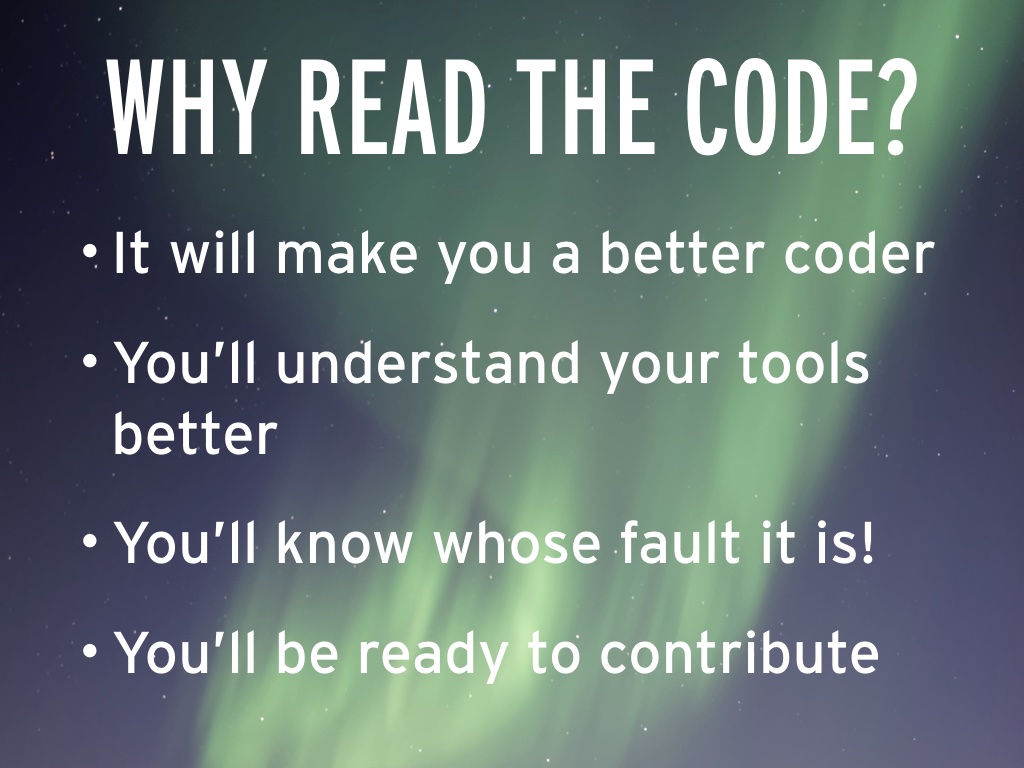 WHY READ THE CODE?
• It will make you a better coder
• You’ll understand your tools
better
• You’ll know whose fault it is!
• You’ll be ready to contribute